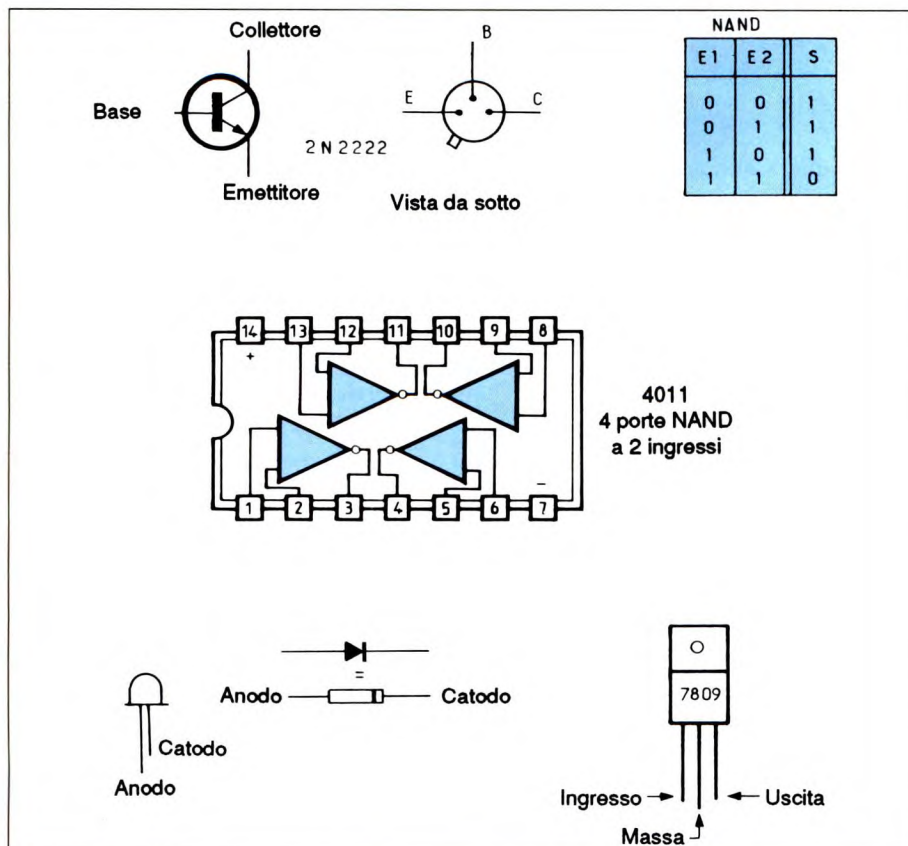 Collettore
Base
Emettitore
2N2222
B
E
C
Vista da sotto
NAND
E1 E2 S
0 0 1
0 1 1
1 0 1
1 1 0
14 13 12 11 10 9 8
+
−
1 2 3 4 5 6 7
4011
4 porte NAND
a 2 ingressi
=
Anodo
Catodo
Catodo
Anodo
7809
Ingresso
Uscita
Massa